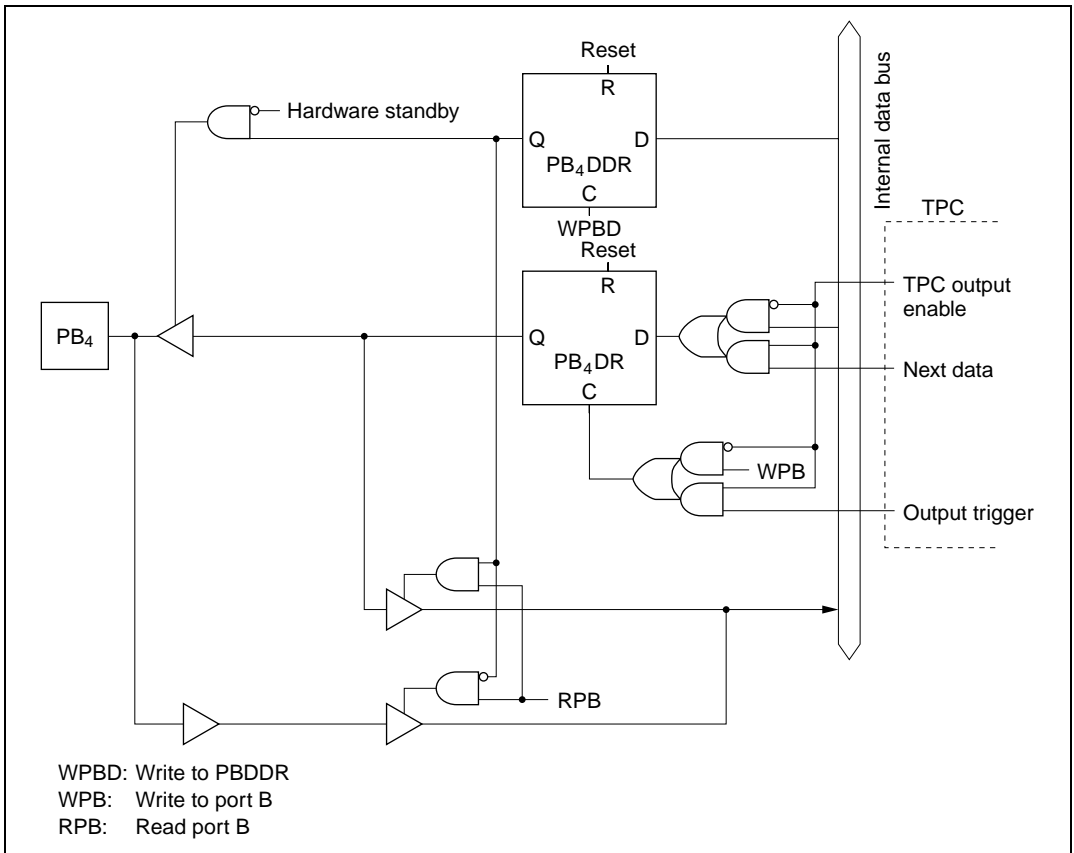 Reset
R
Hardware standby
Q
D
PB4DDR
C
WPBD
Internal data bus
TPC
Reset
R
TPC output
enable
PB4
Q
D
PB4DR
C
Next data
WPB
Output trigger
RPB
WPBD: Write to PBDDR
WPB: Write to port B
RPB: Read port B